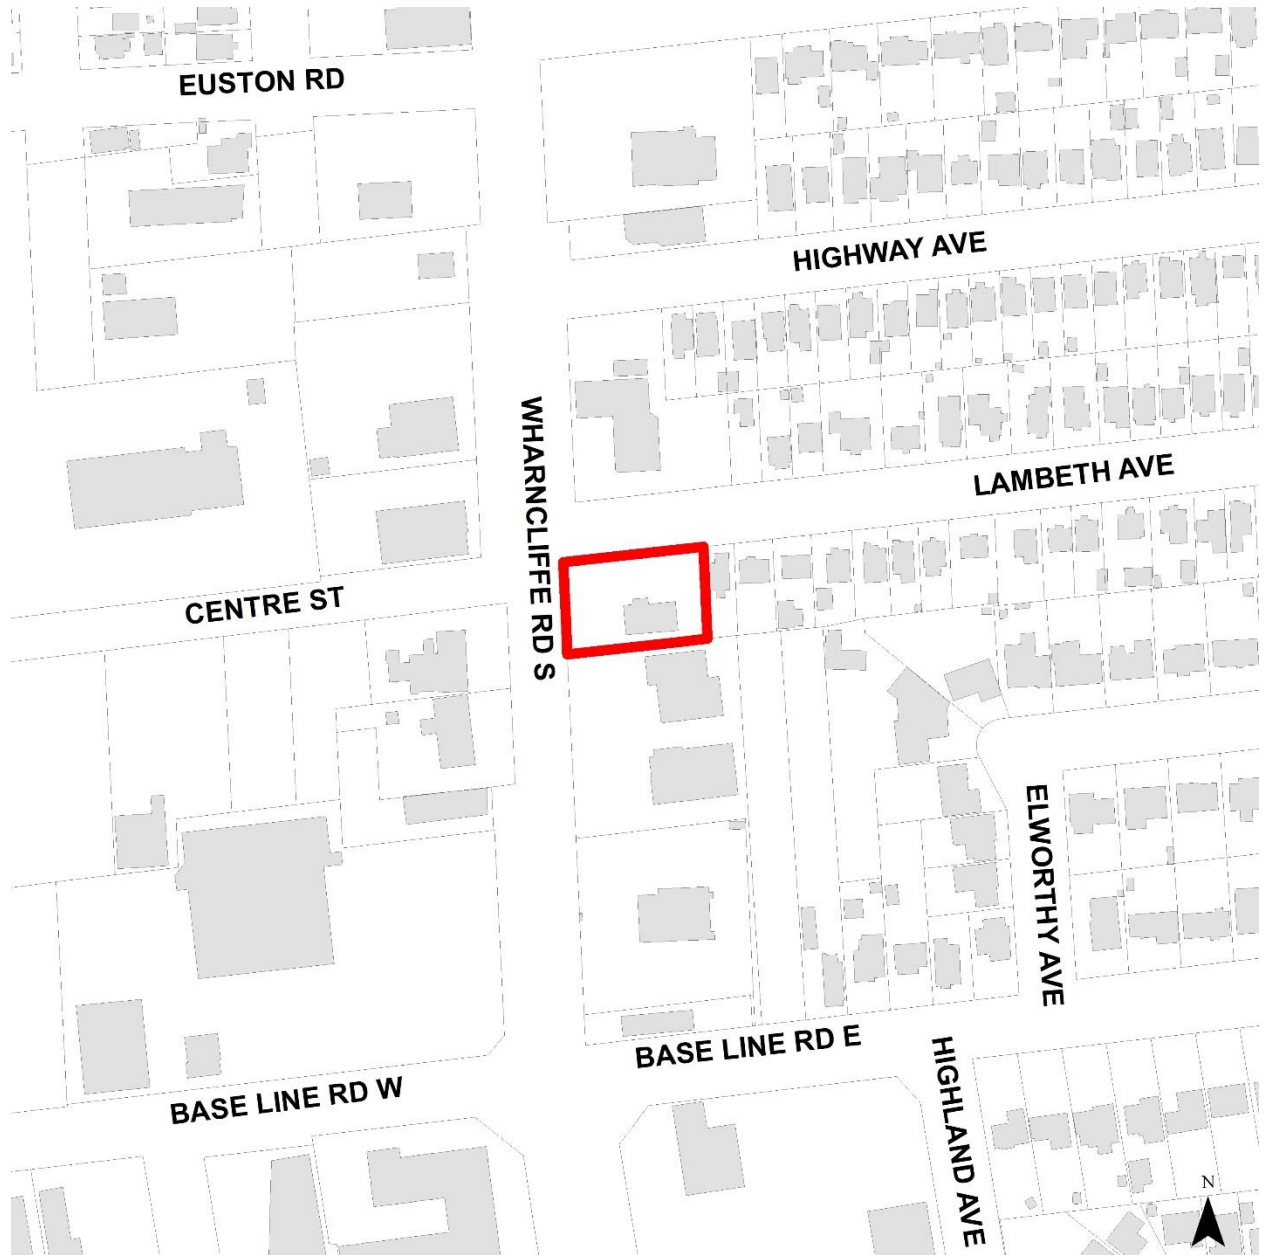 EUSTON RD
HIGHWAY AVE
WHARNCLIFFE RD S
LAMBETH AVE
CENTRE ST
ELWORTHY AVE
BASE LINE RD E
BASE LINE RD W
HIGHLAND AVE
N